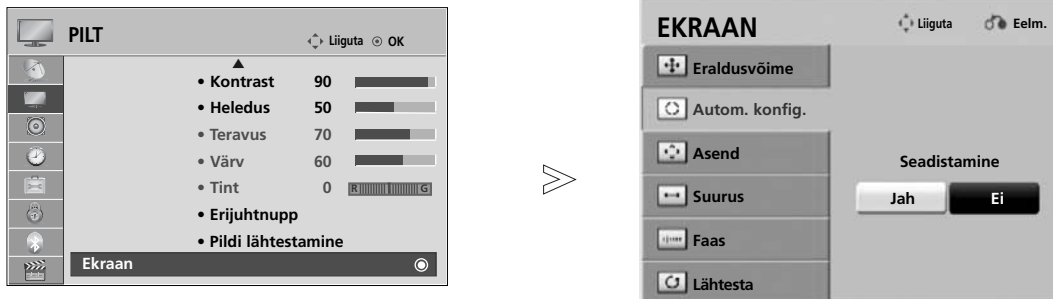 PILT
Liiguta OK
• Kontrast 90
• Heledus 50
• Teravus 70
• Värv 60
• Tint 0 R G
• Erijuhtnupp
• Pildi lähtestamine
Ekraan
EKRAAN
Liiguta Eelm.
Eraldusvõime
Autom. konfig.
Asend
Suurus
Faas
Lähtesta
Seadistamine
Jah Ei